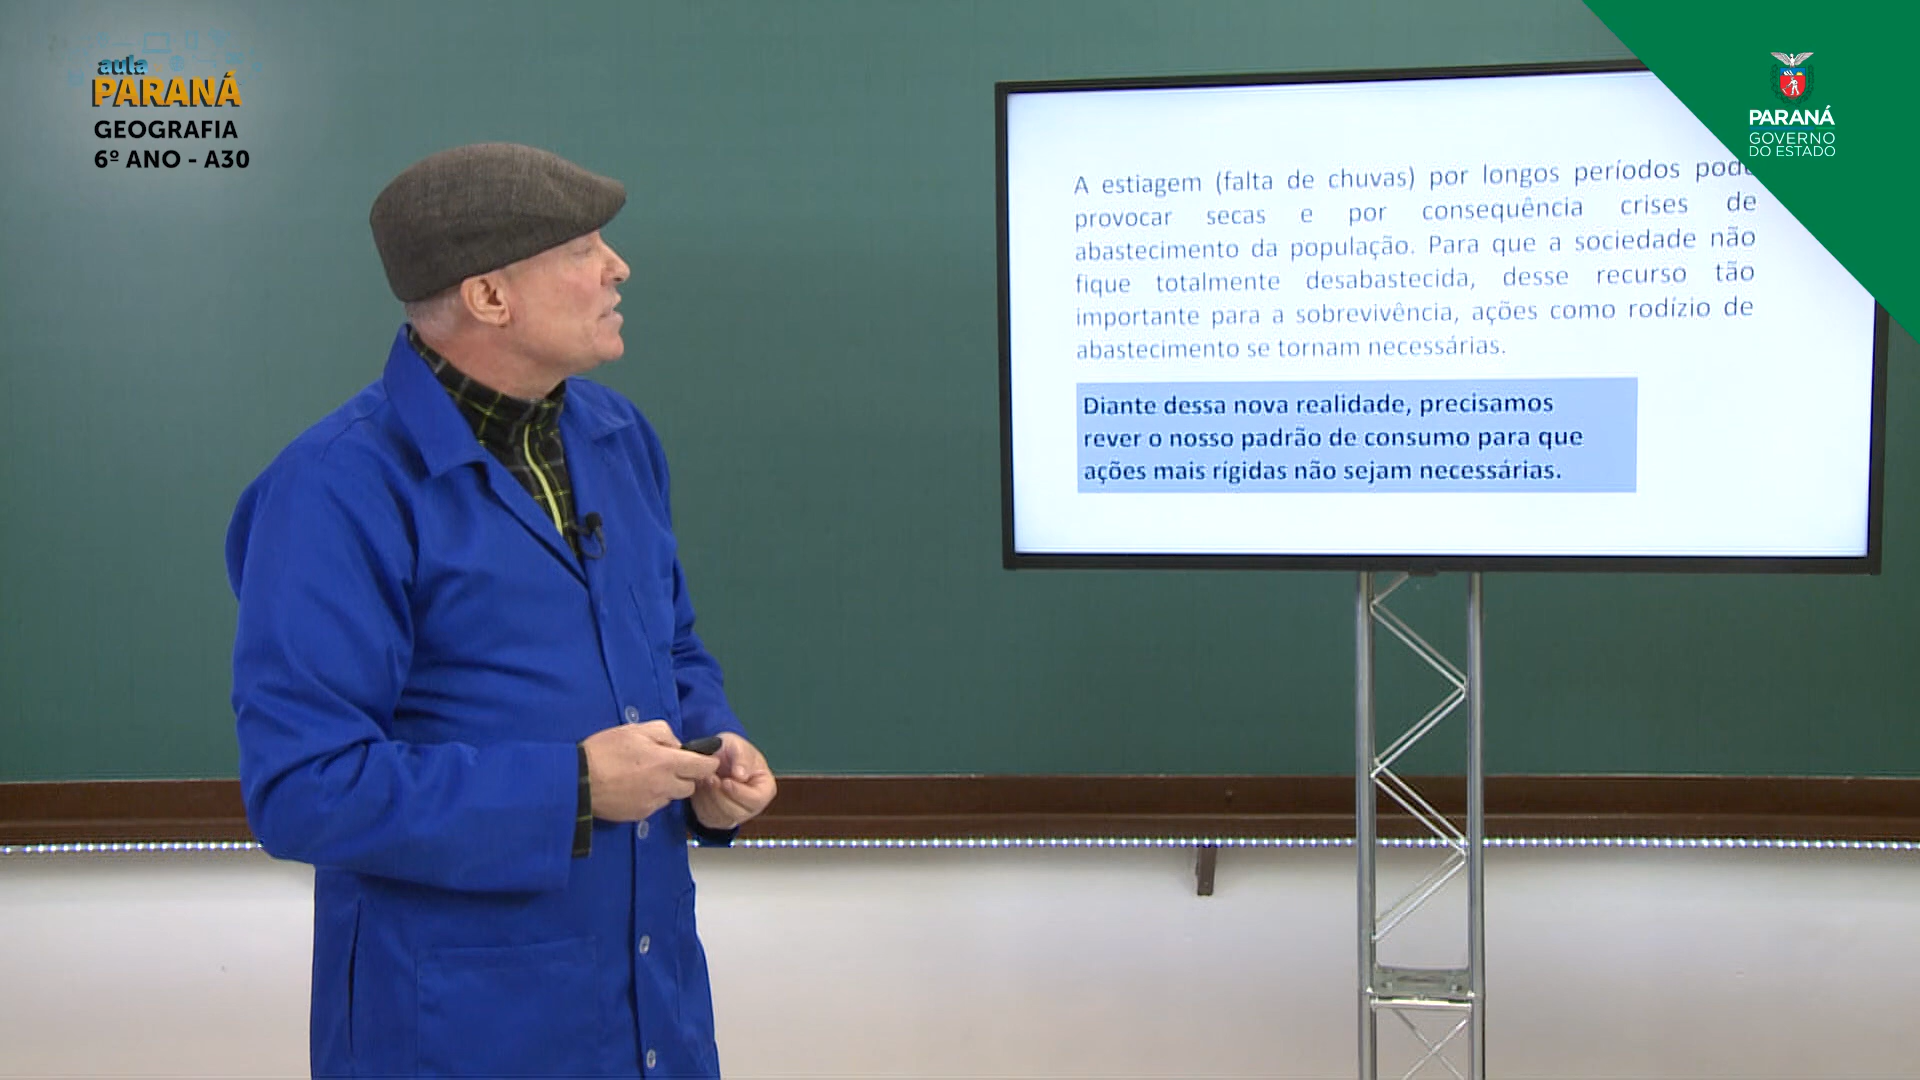 aula
PARANÁ
GEOGRAFIA
6º ANO - A30
PARANÁ
GOVERNO
DO ESTADO
A estiagem (falta de chuvas) por longos períodos pode
provocar secas e por consequência crises de
abastecimento da população. Para que a sociedade não
fique totalmente desabastecida, desse recurso tão
importante para a sobrevivência, ações como rodízio de
abastecimento se tornam necessárias.
Diante dessa nova realidade, precisamos
rever o nosso padrão de consumo para que
ações mais rígidas não sejam necessárias.